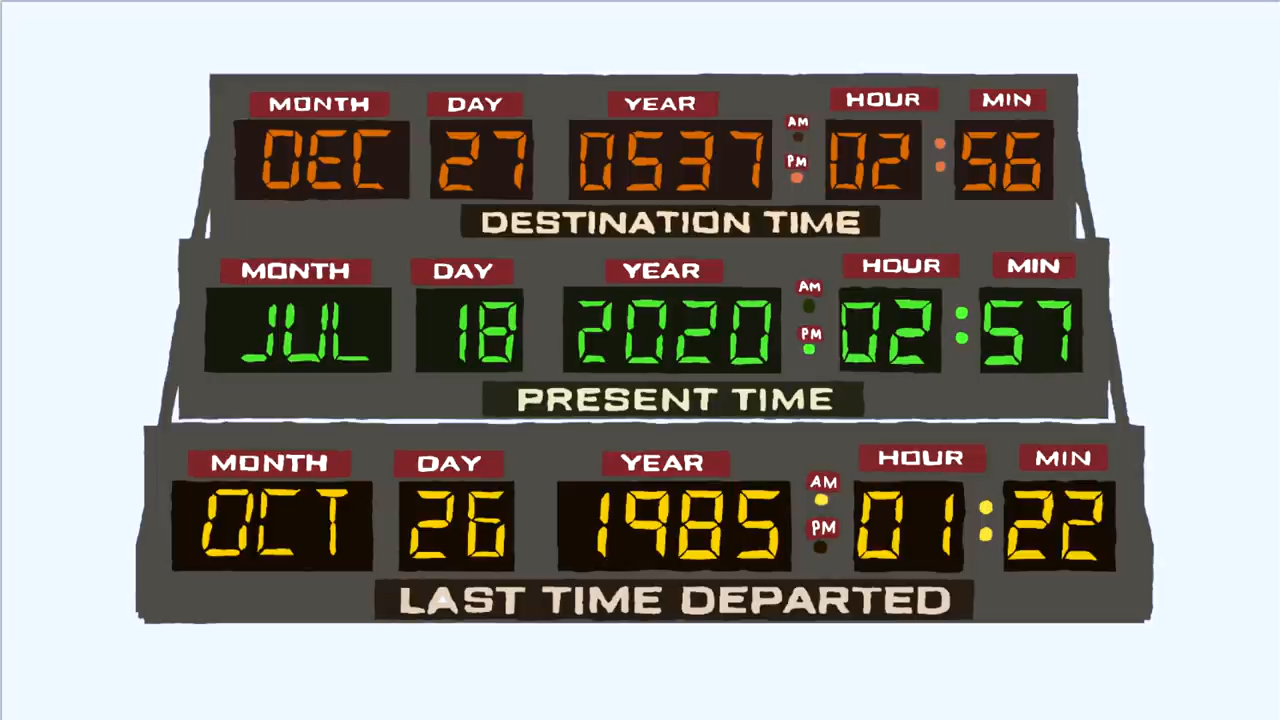 MONTH DAY YEAR HOUR MIN
AM
PM
DEC 27 0537 02:56
DESTINATION TIME
MONTH DAY YEAR HOUR MIN
AM
PM
JUL 18 2020 02:57
PRESENT TIME
MONTH DAY YEAR HOUR MIN
AM
PM
OCT 26 1985 01:22
LAST TIME DEPARTED